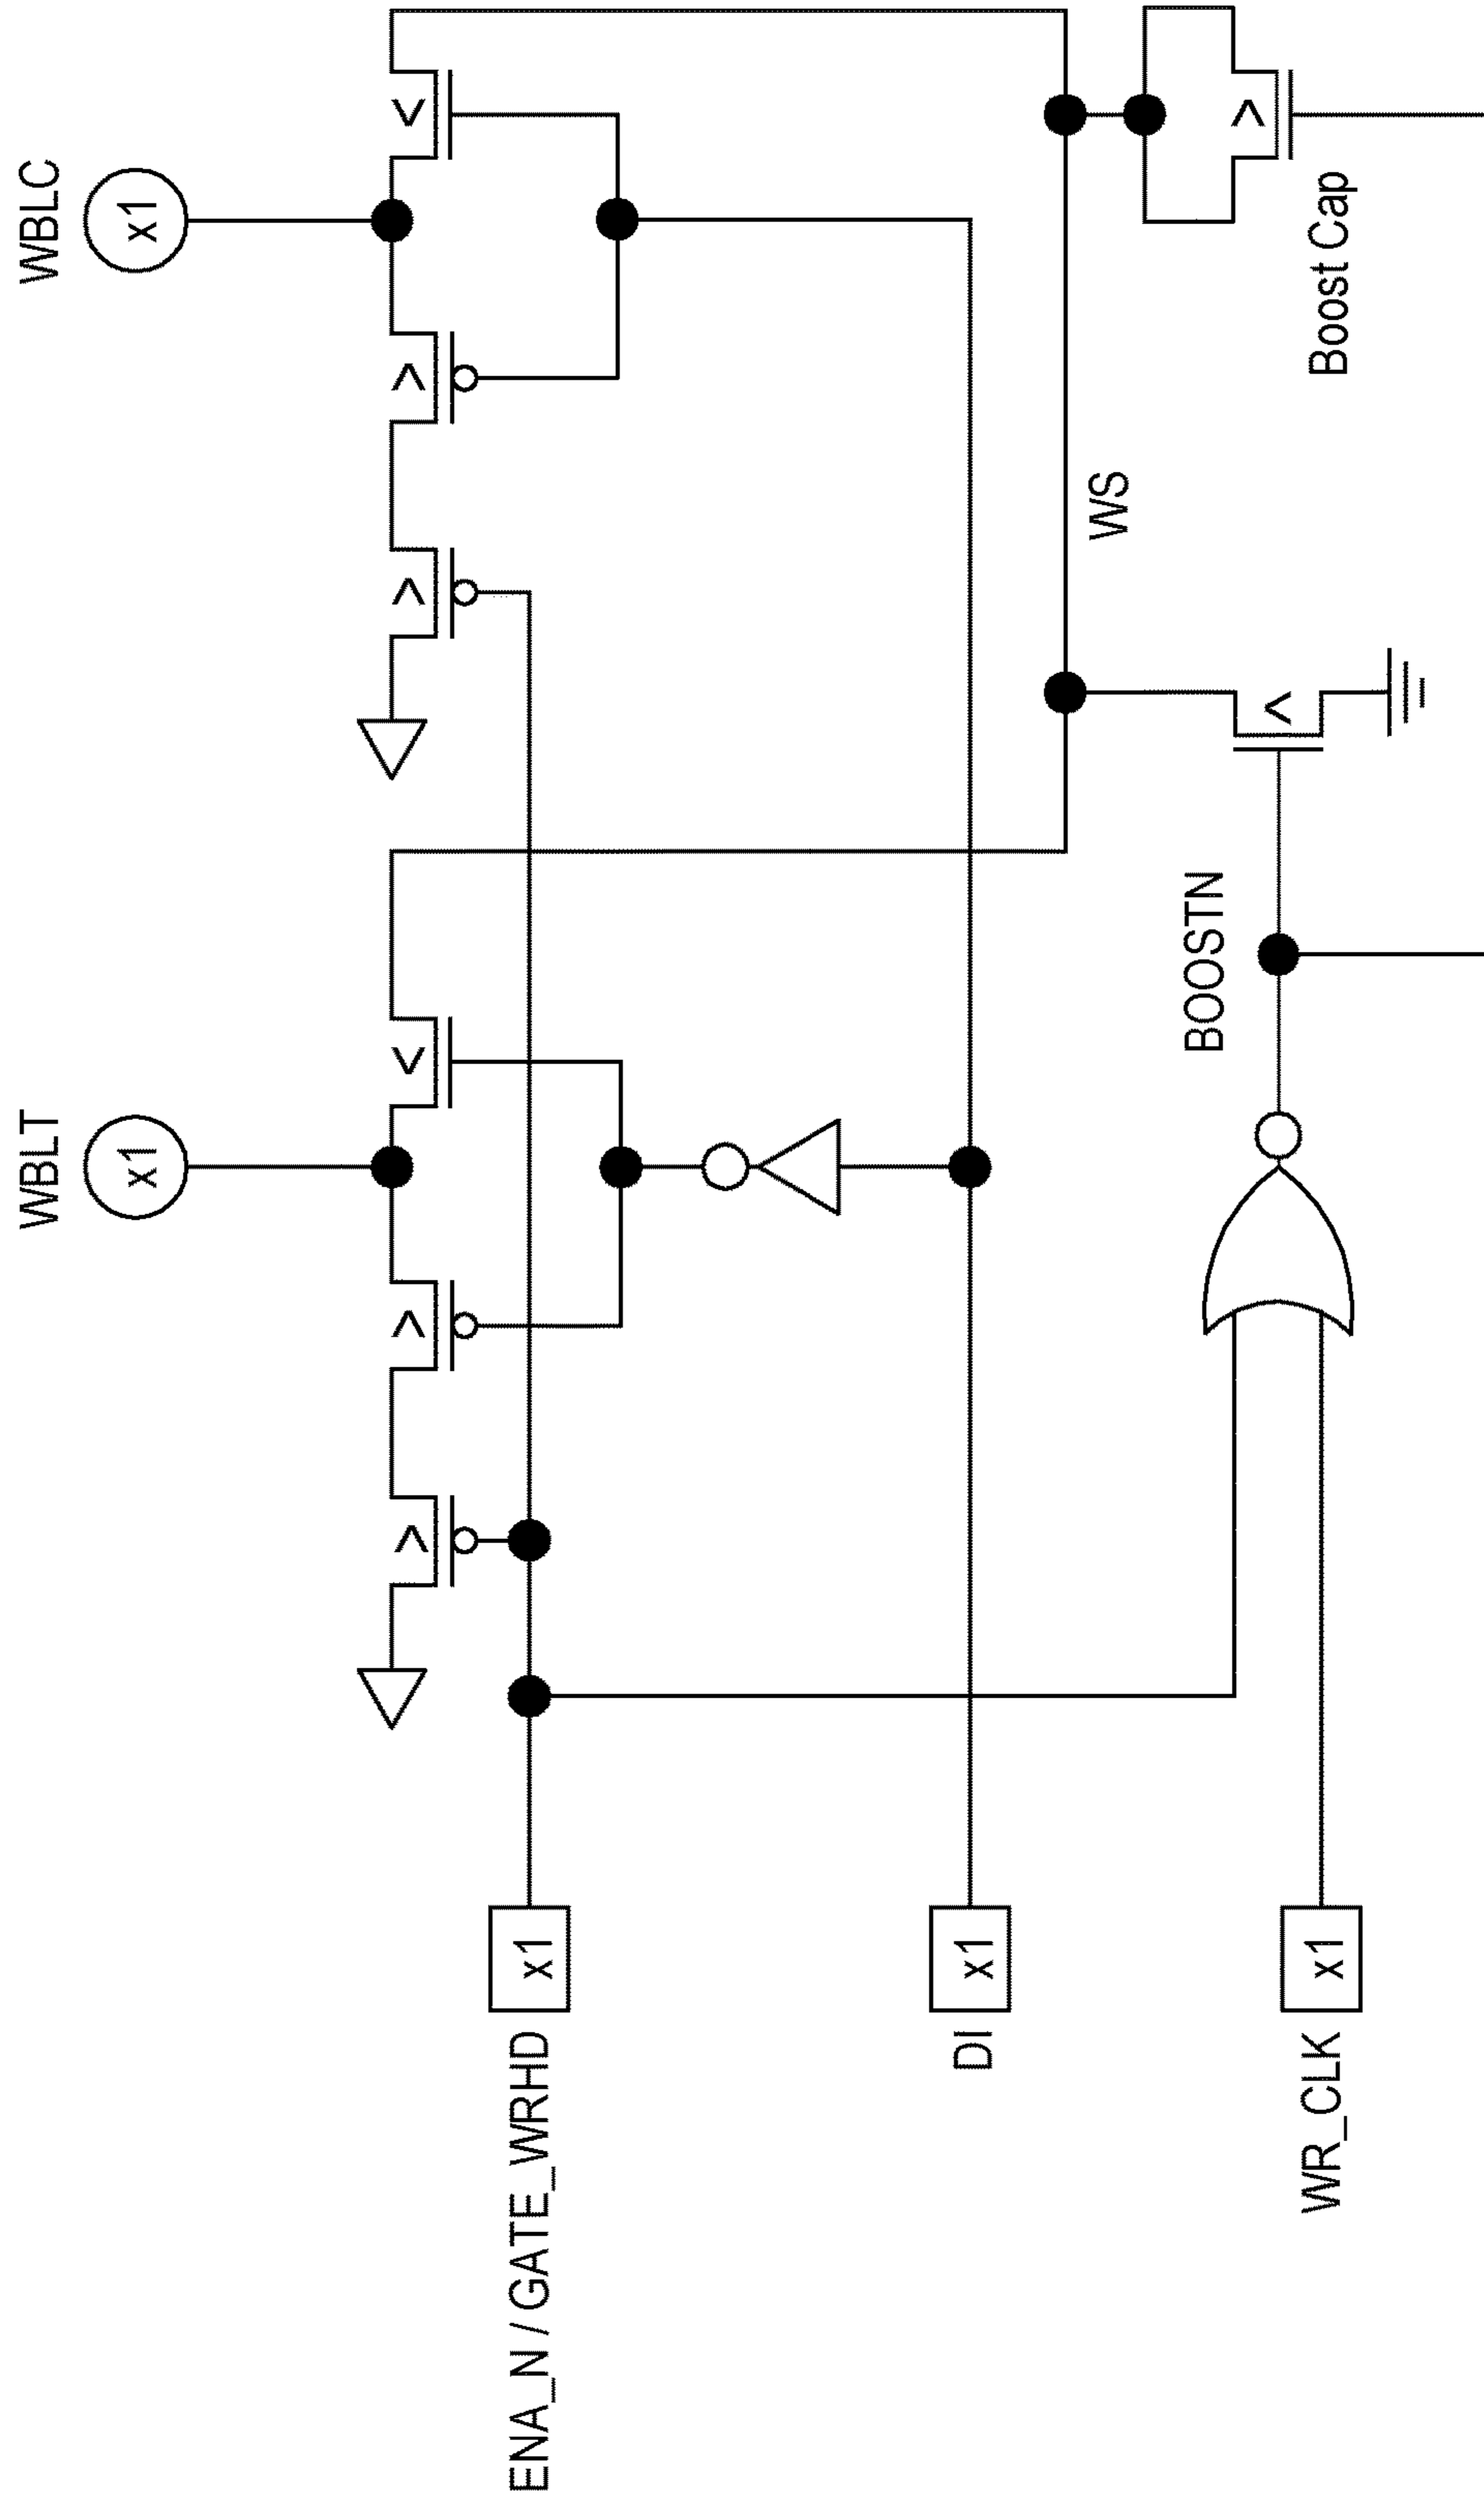 WBLT
x1
WBLC
x1
ENA_N / GATE_WRHD
x1
DI
x1
WS
BOOSTN
WR_CLK
x1
Boost Cap